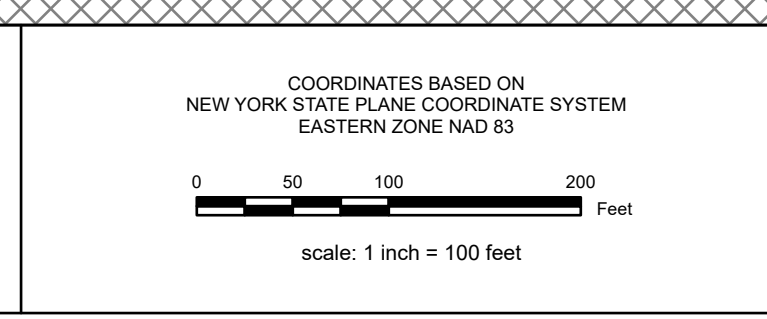 COORDINATES BASED ON
NEW YORK STATE PLANE COORDINATE SYSTEM
EASTERN ZONE NAD 83
0 50 100 200
Feet
scale: 1 inch = 100 feet